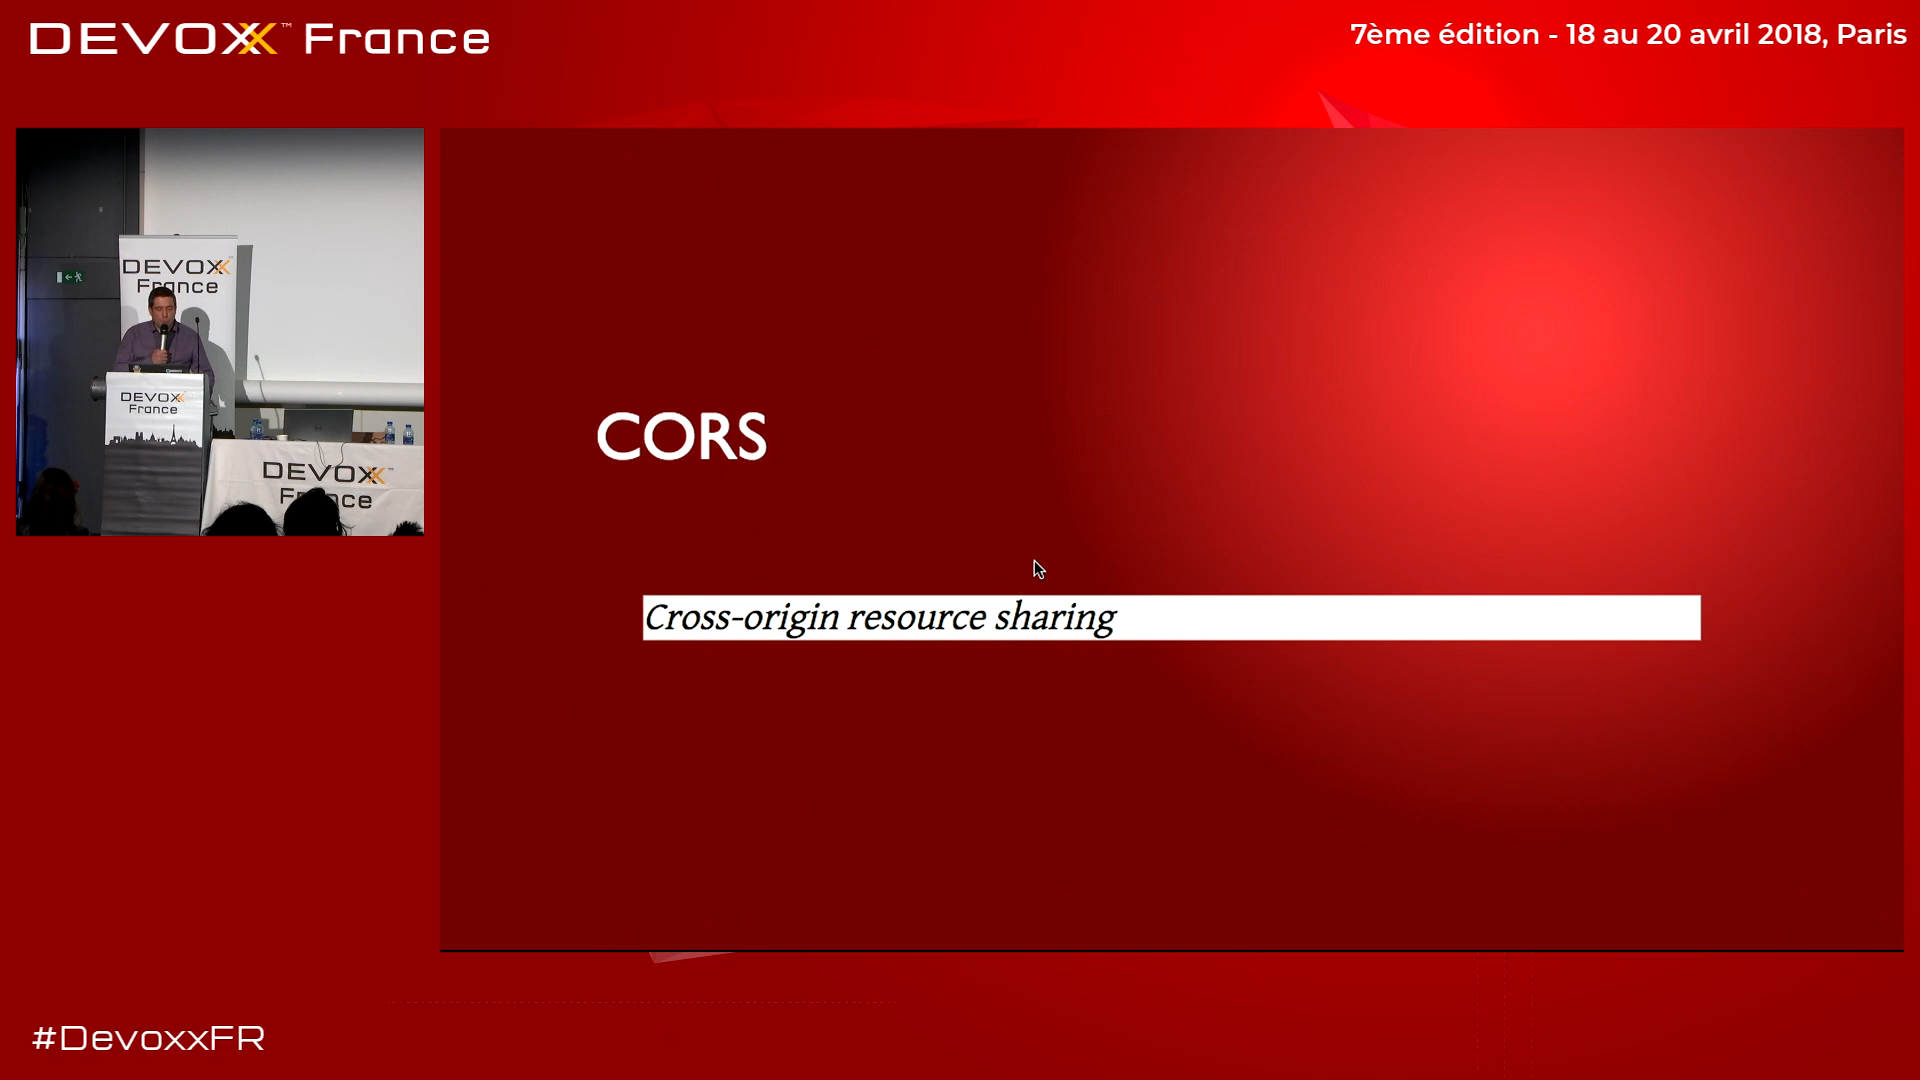 DEVOXX™ France
7ème édition - 18 au 20 avril 2018, Paris
DEVOXX
France
DEVOXX
France
DEVOXX
France
CORS
Cross-origin resource sharing
#DevoxxFR